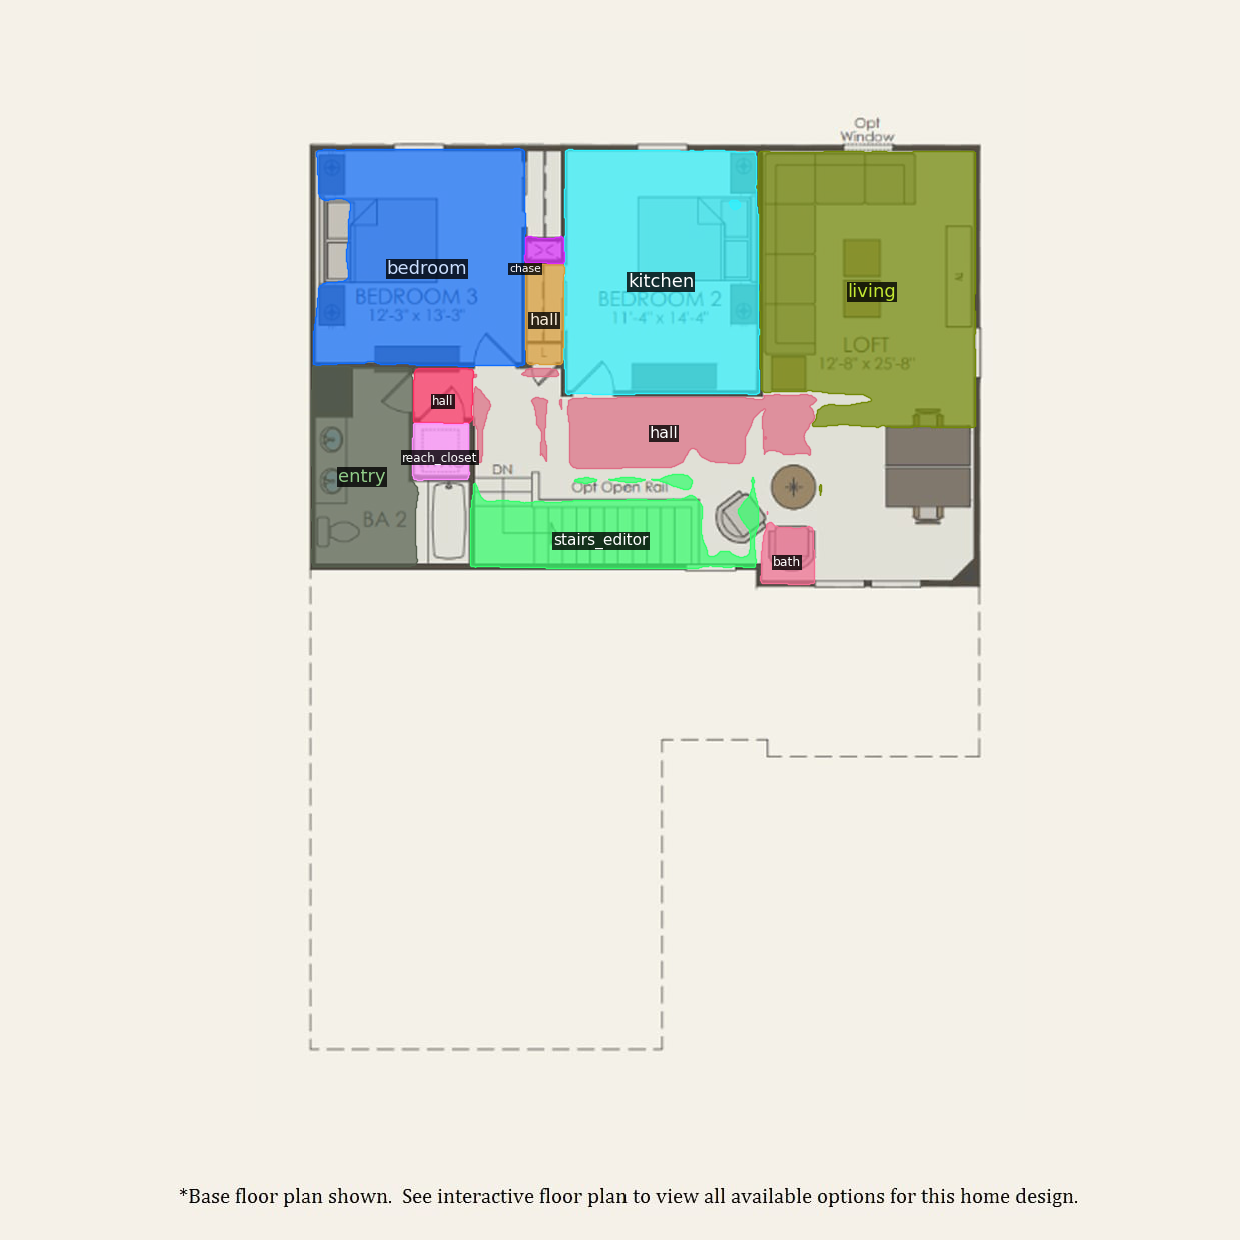 Opt
Window
bedroom
chase
kitchen
living
BEDROOM 3
12'-3" x 13'-3"
BEDROOM 2
11'-4" x 14'-4"
hall
L
LOFT
12'-8" x 25'-8"
hall
hall
reach_closet
entry
DN
Opt Open Rail
BA 2
stairs_editor
bath
*Base floor plan shown.  See interactive floor plan to view all available options for this home design.